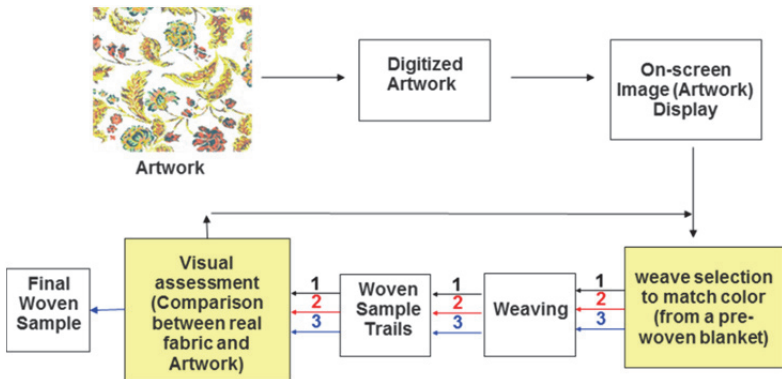 Artwork
Digitized
Artwork
On-screen
Image (Artwork)
Display
Final
Woven
Sample
Visual
assessment
(Comparison
between real
fabric and
Artwork)
1
2
3
Woven
Sample
Trails
1
2
3
Weaving
1
2
3
weave selection
to match color
(from a pre-
woven blanket)